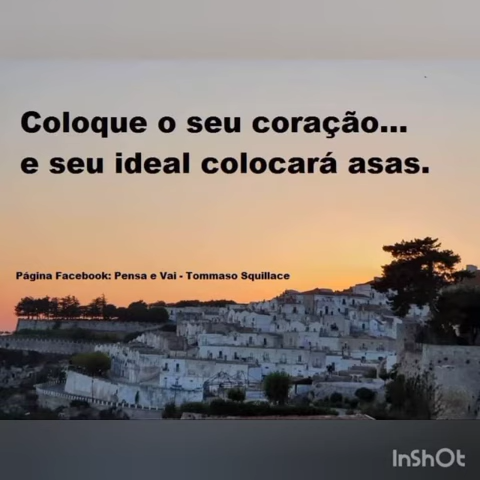 Coloque o seu coração...
e seu ideal colocará asas.
Página Facebook: Pensa e Vai - Tommaso Squillace
InShOt